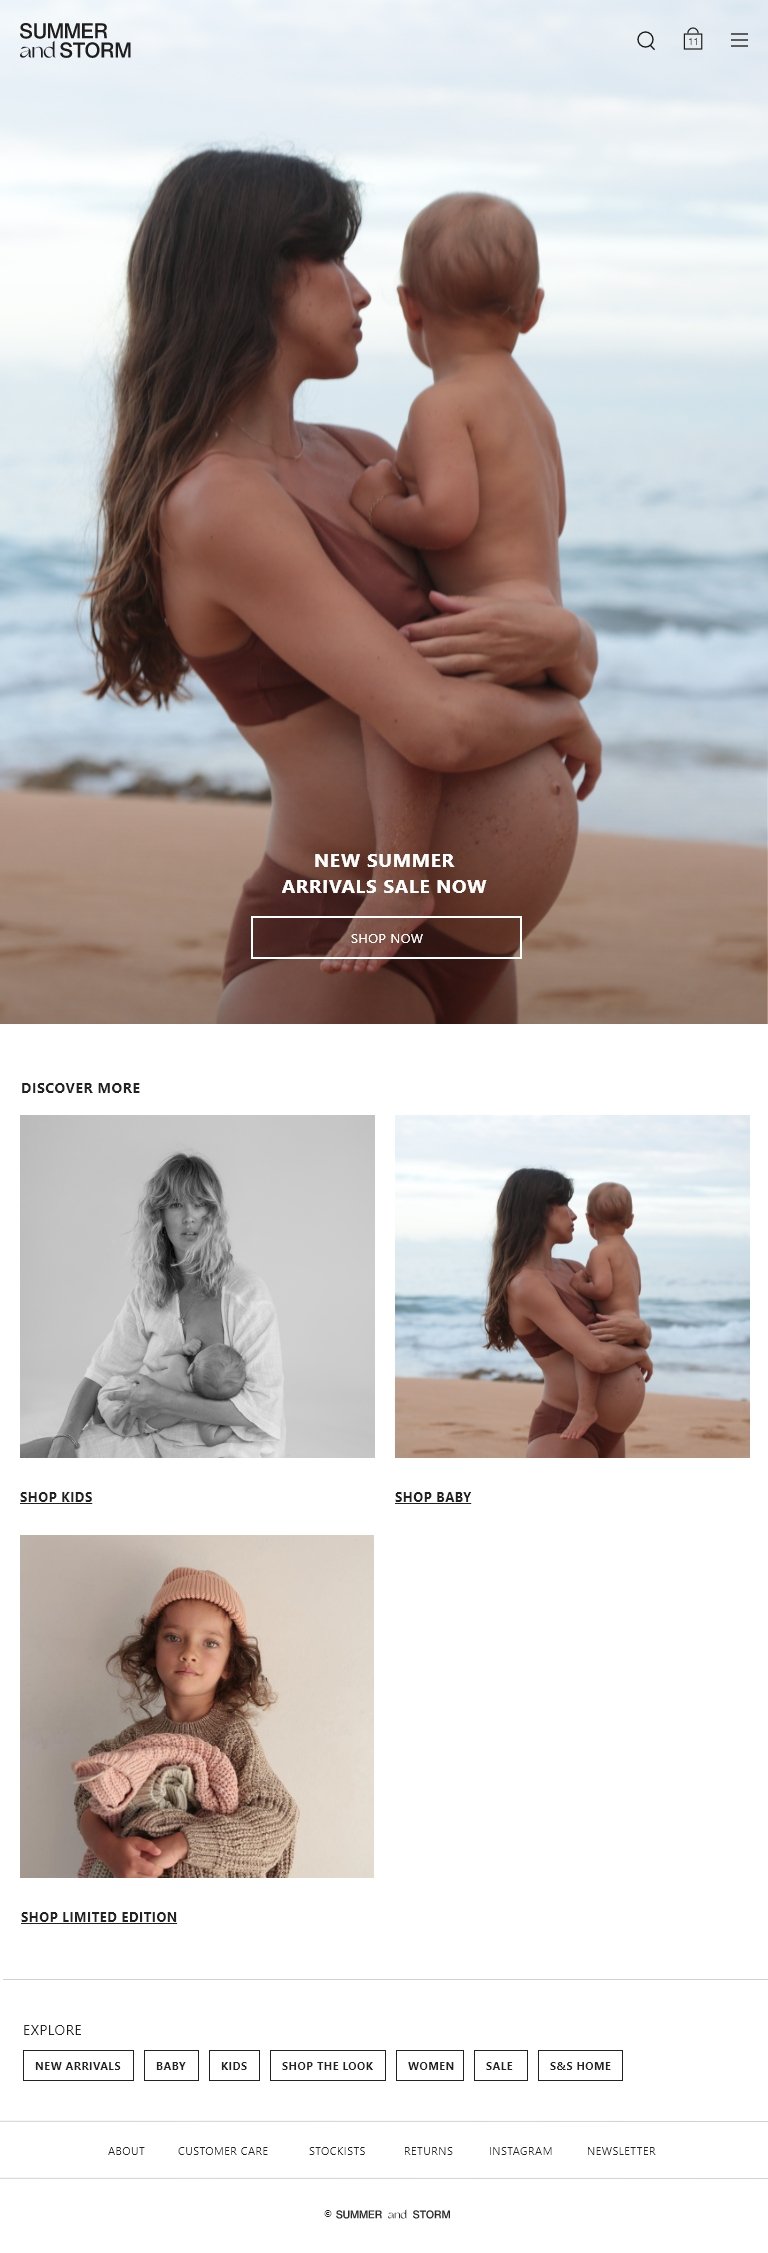 SUMMER
and STORM
11
NEW SUMMER
ARRIVALS SALE NOW
SHOP NOW
DISCOVER MORE
SHOP KIDS
SHOP BABY
SHOP LIMITED EDITION
EXPLORE
NEW ARRIVALS BABY KIDS SHOP THE LOOK WOMEN SALE S&S HOME
ABOUT CUSTOMER CARE STOCKISTS RETURNS INSTAGRAM NEWSLETTER
© SUMMER and STORM